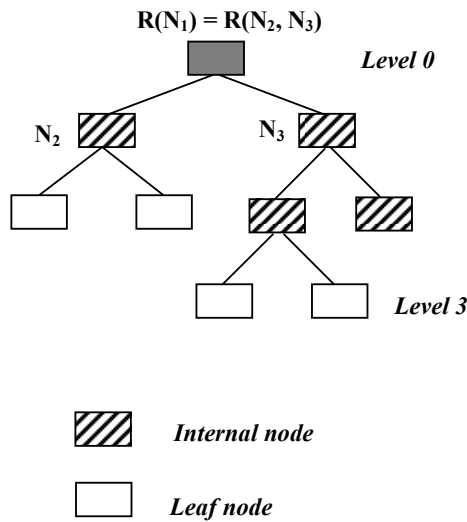 R(N₁) = R(N₂, N₃)
Level 0
N₂
N₃
Level 3
Internal node
Leaf node